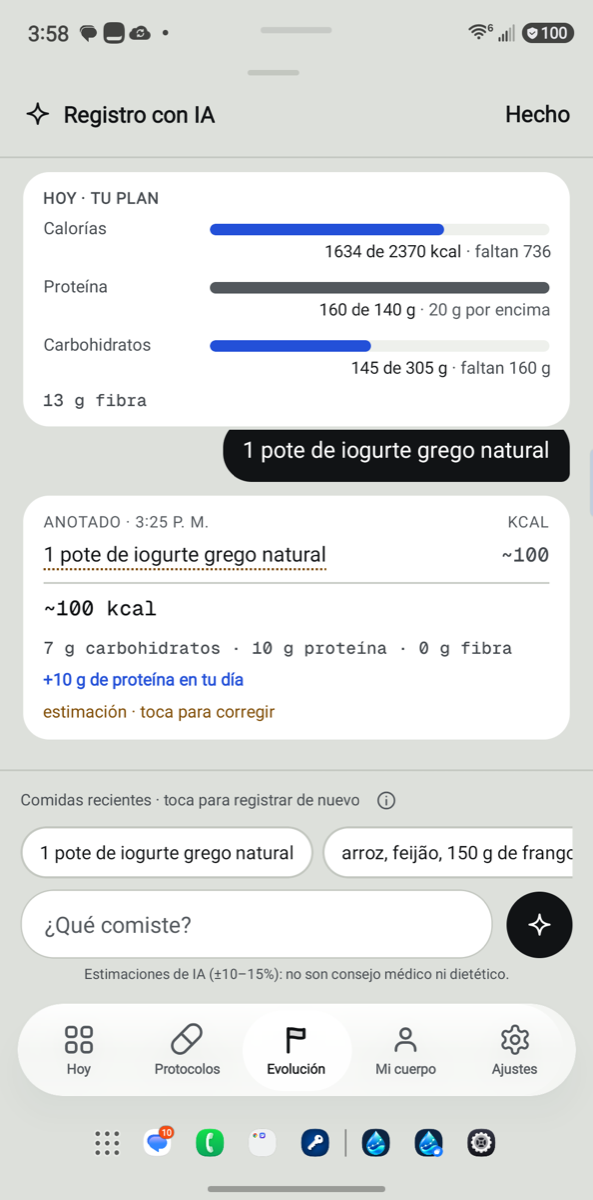 3:58
6
100
Registro con IA
Hecho
HOY · TU PLAN
Calorías
1634 de 2370 kcal · faltan 736
Proteína
160 de 140 g · 20 g por encima
Carbohidratos
145 de 305 g · faltan 160 g
13 g fibra
1 pote de iogurte grego natural
ANOTADO · 3:25 P. M.
KCAL
1 pote de iogurte grego natural
~100
~100 kcal
7 g carbohidratos · 10 g proteína · 0 g fibra
+10 g de proteína en tu día
estimación · toca para corregir
Comidas recientes · toca para registrar de nuevo
1 pote de iogurte grego natural
arroz, feijão, 150 g de frango
¿Qué comiste?
Estimaciones de IA (±10–15%): no son consejo médico ni dietético.
Hoy
Protocolos
Evolución
Mi cuerpo
Ajustes
10